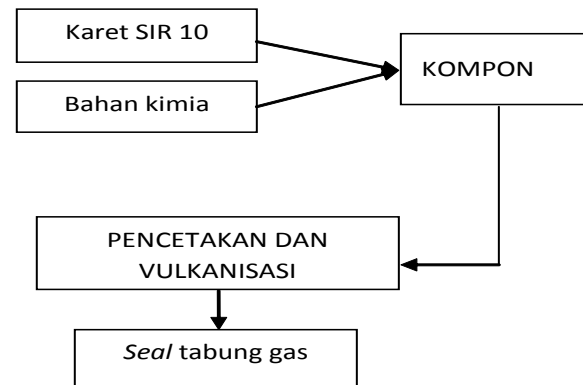 Karet SIR 10
KOMPON
Bahan kimia
PENCETAKAN DAN
VULKANISASI
Seal tabung gas